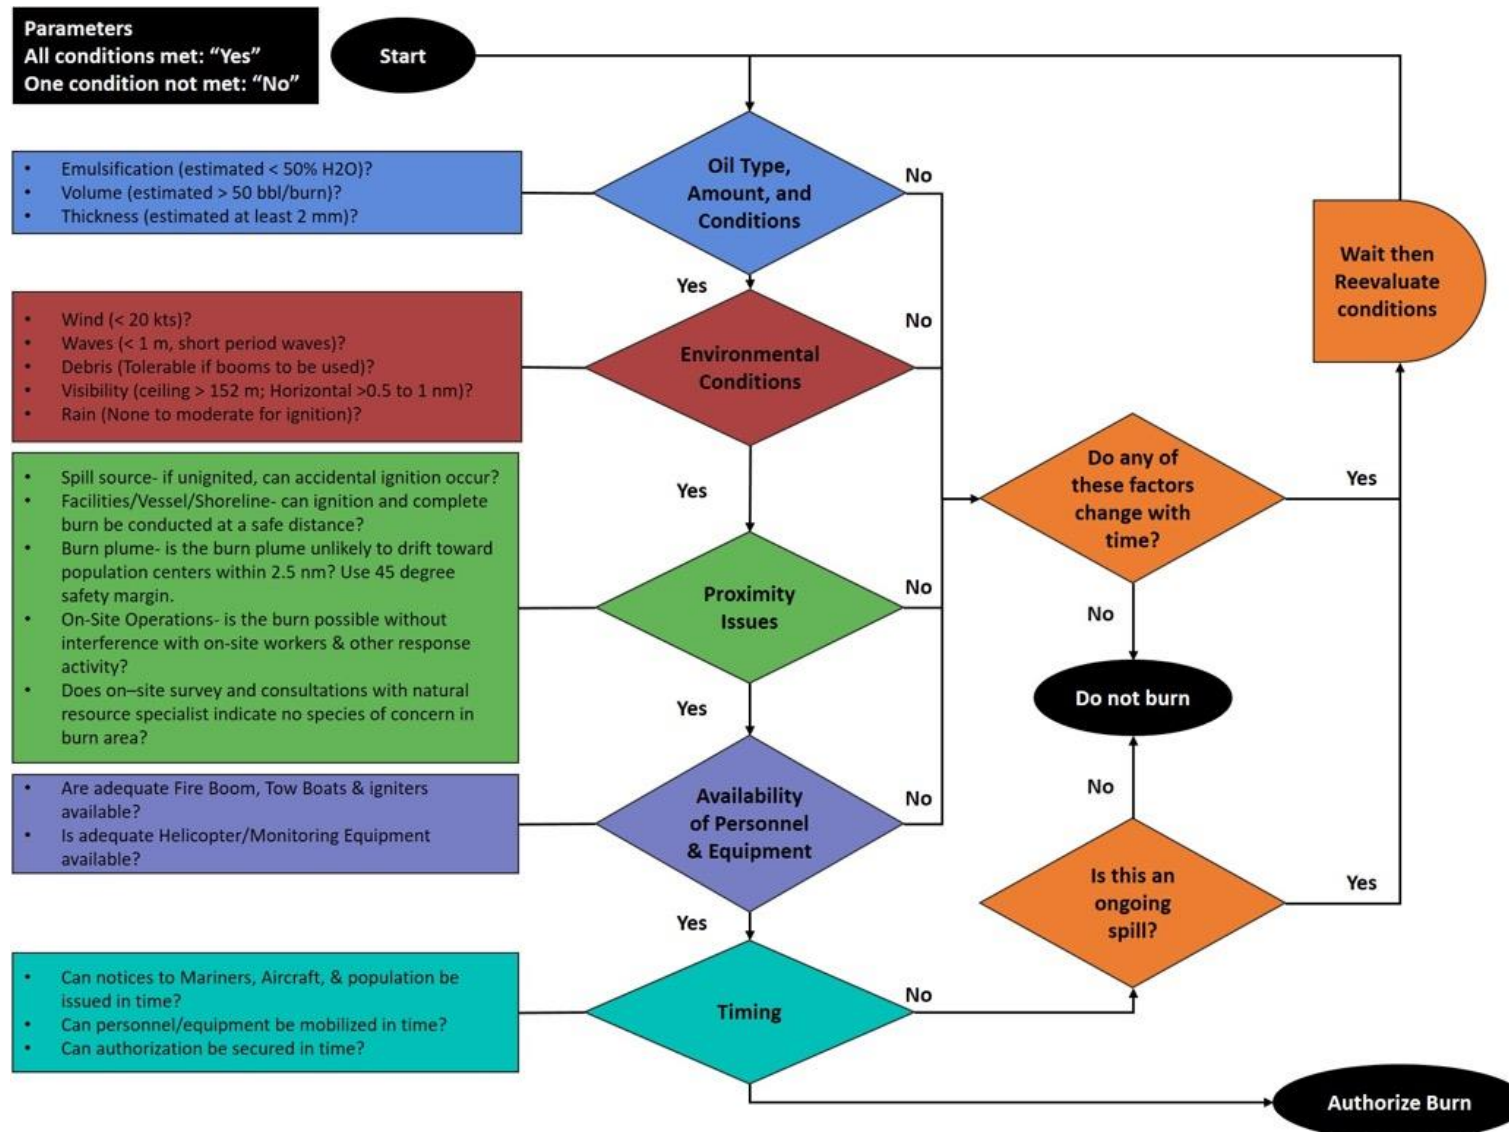 Parameters
All conditions met: “Yes”
One condition not met: “No”
Start
• Emulsification (estimated < 50% H2O)?
• Volume (estimated > 50 bbl/burn)?
• Thickness (estimated at least 2 mm)?
Oil Type,
Amount, and
Conditions
No
Yes
Wait then
Reevaluate
conditions
• Wind (< 20 kts)?
• Waves (< 1 m, short period waves)?
• Debris (Tolerable if booms to be used)?
• Visibility (ceiling > 152 m; Horizontal >0.5 to 1 nm)?
• Rain (None to moderate for ignition)?
Environmental
Conditions
No
Yes
• Spill source- if unignited, can accidental ignition occur?
• Facilities/Vessel/Shoreline- can ignition and complete
burn be conducted at a safe distance?
• Burn plume- is the burn plume unlikely to drift toward
population centers within 2.5 nm? Use 45 degree
safety margin.
• On-Site Operations- is the burn possible without
interference with on-site workers & other response
activity?
• Does on–site survey and consultations with natural
resource specialist indicate no species of concern in
burn area?
Proximity
Issues
No
Yes
Do any of
these factors
change with
time?
Yes
No
Do not burn
• Are adequate Fire Boom, Tow Boats & igniters
available?
• Is adequate Helicopter/Monitoring Equipment
available?
Availability
of Personnel
& Equipment
No
Yes
No
Is this an
ongoing
spill?
Yes
• Can notices to Mariners, Aircraft, & population be
issued in time?
• Can personnel/equipment be mobilized in time?
• Can authorization be secured in time?
Timing
No
Authorize Burn